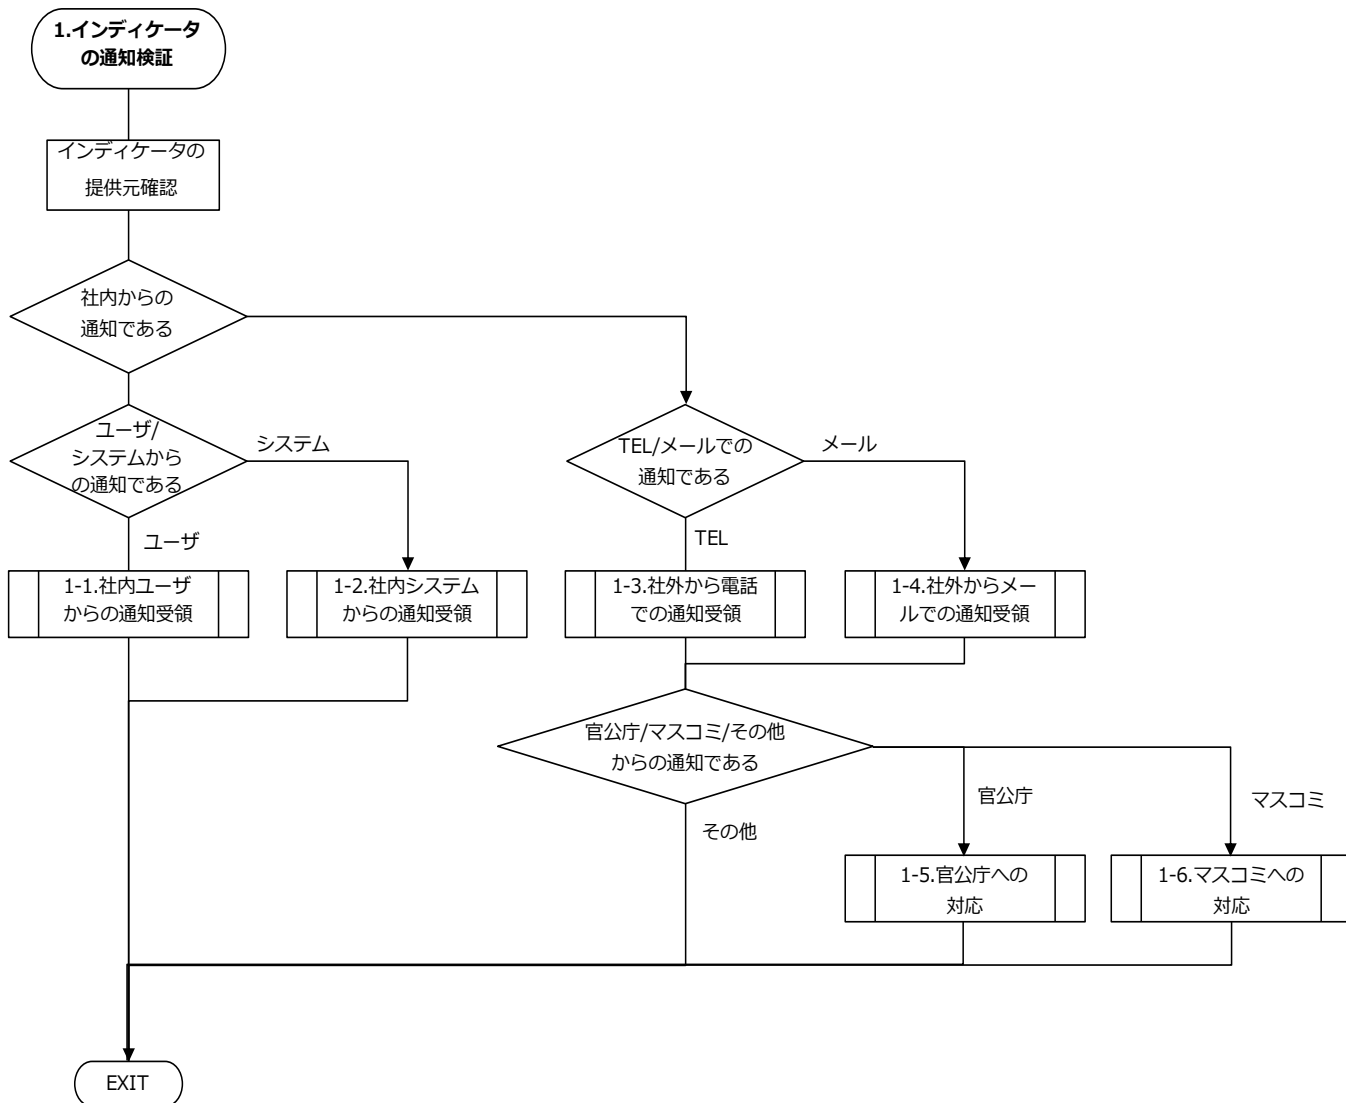 1.インディケータ
の通知検証
インディケータの
提供元確認
社内からの
通知である
ユーザ/
システムから
の通知である
システム
TEL/メールでの
通知である
メール
ユーザ
TEL
1-1.社内ユーザ
からの通知受領
1-2.社内システム
からの通知受領
1-3.社外から電話
での通知受領
1-4.社外からメー
ルでの通知受領
官公庁/マスコミ/その他
からの通知である
官公庁
マスコミ
その他
1-5.官公庁への
対応
1-6.マスコミへの
対応
EXIT